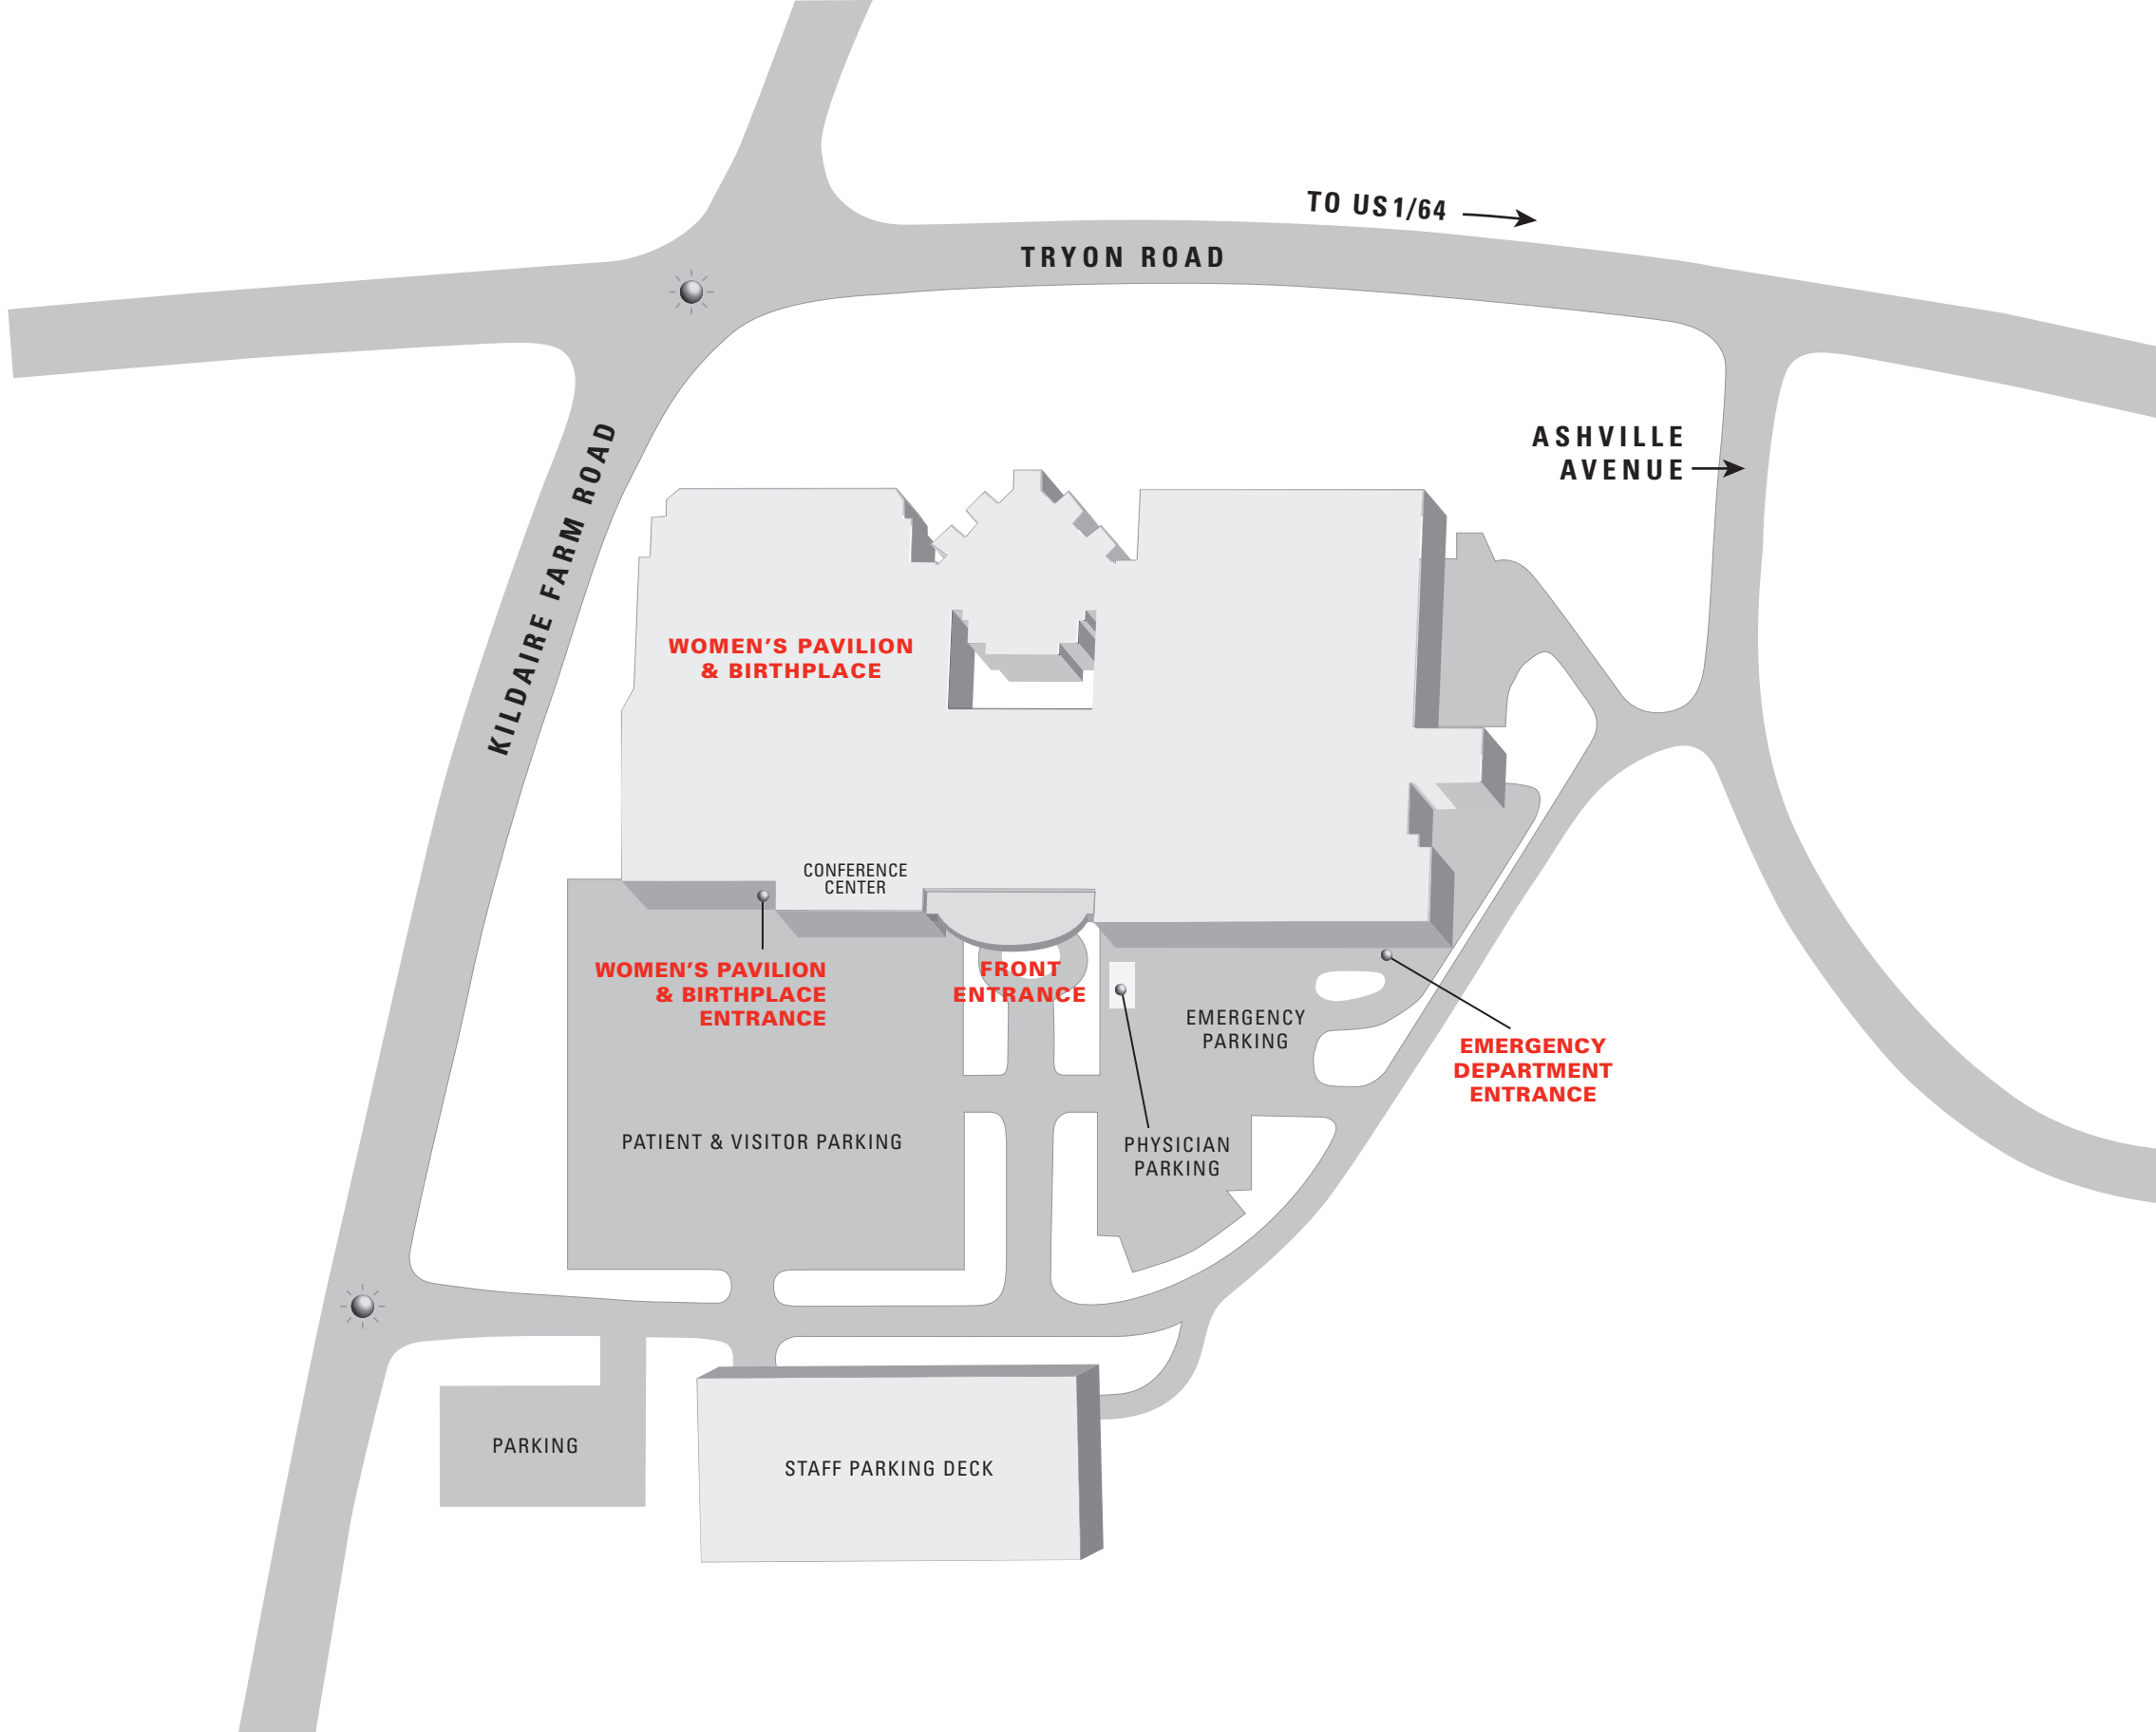 TO US1/64
TRYON ROAD
ASHVILLE
AVENUE
KILDAIRE FARM ROAD
WOMEN'S PAVILION
& BIRTHPLACE
CONFERENCE
CENTER
WOMEN'S PAVILION
& BIRTHPLACE
ENTRANCE
FRONT
ENTRANCE
EMERGENCY
PARKING
EMERGENCY
DEPARTMENT
ENTRANCE
PATIENT & VISITOR PARKING
PHYSICIAN
PARKING
PARKING
STAFF PARKING DECK